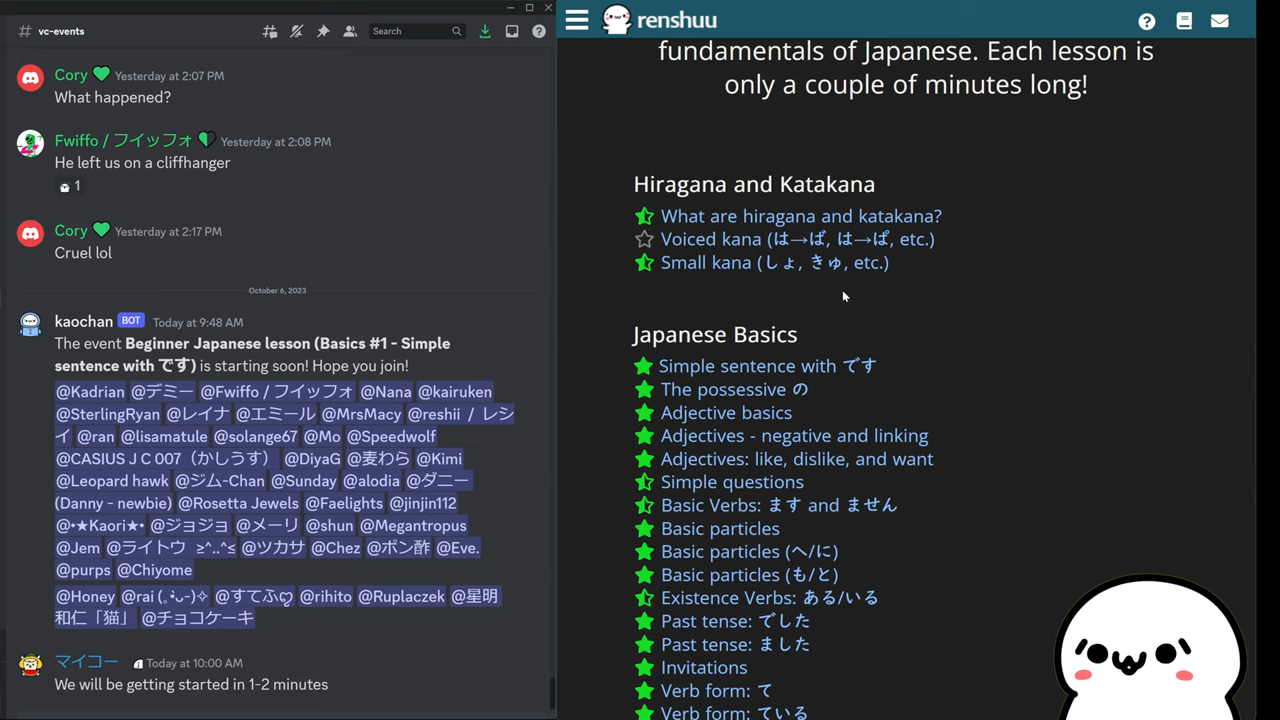 vc-events
Search
Cory Yesterday at 2:07 PM
What happened?
Fwiffo / フイッフォ Yesterday at 2:08 PM
He left us on a cliffhanger
1
Cory Yesterday at 2:17 PM
Cruel lol
October 6, 2023
kaochan BOT Today at 9:48 AM
The event Beginner Japanese lesson (Basics #1 - Simple
sentence with です) is starting soon! Hope you join!
@Kadrian @デミー @Fwiffo / フイッフォ @Nana @kairuken
@SterlingRyan @レイナ @エミール @MrsMacy @reshii / レシ
イ @ran @lisamatule @solange67 @Mo @Speedwolf
@CASIUS J C 007（かしうす） @DiyaG @麦わら @Kimi
@Leopard hawk @ジム-Chan @Sunday @alodia @ダニー
(Danny - newbie) @Rosetta Jewels @Faelights @jinjin112
@•★Kaori★• @ジョジョ @メーリ @shun @Megantropus
@Jem @ライトウ ≥^..^≤ @ツカサ @Chez @ポン酢 @Eve.
@purps @Chiyome
@Honey @rai (｡•̀ᴗ-)✧ @すてふღ @rihito @Ruplaczek @星明
和仁「猫」 @チョコケーキ
マイコー Today at 10:00 AM
We will be getting started in 1-2 minutes
renshuu
fundamentals of Japanese. Each lesson is
only a couple of minutes long!
Hiragana and Katakana
What are hiragana and katakana?
Voiced kana (は→ば, は→ぱ, etc.)
Small kana (しょ, きゅ, etc.)
Japanese Basics
Simple sentence with です
The possessive の
Adjective basics
Adjectives - negative and linking
Adjectives: like, dislike, and want
Simple questions
Basic Verbs: ます and ません
Basic particles
Basic particles (へ/に)
Basic particles (も/と)
Existence Verbs: ある/いる
Past tense: でした
Past tense: ました
Invitations
Verb form: て
Verb form: ている